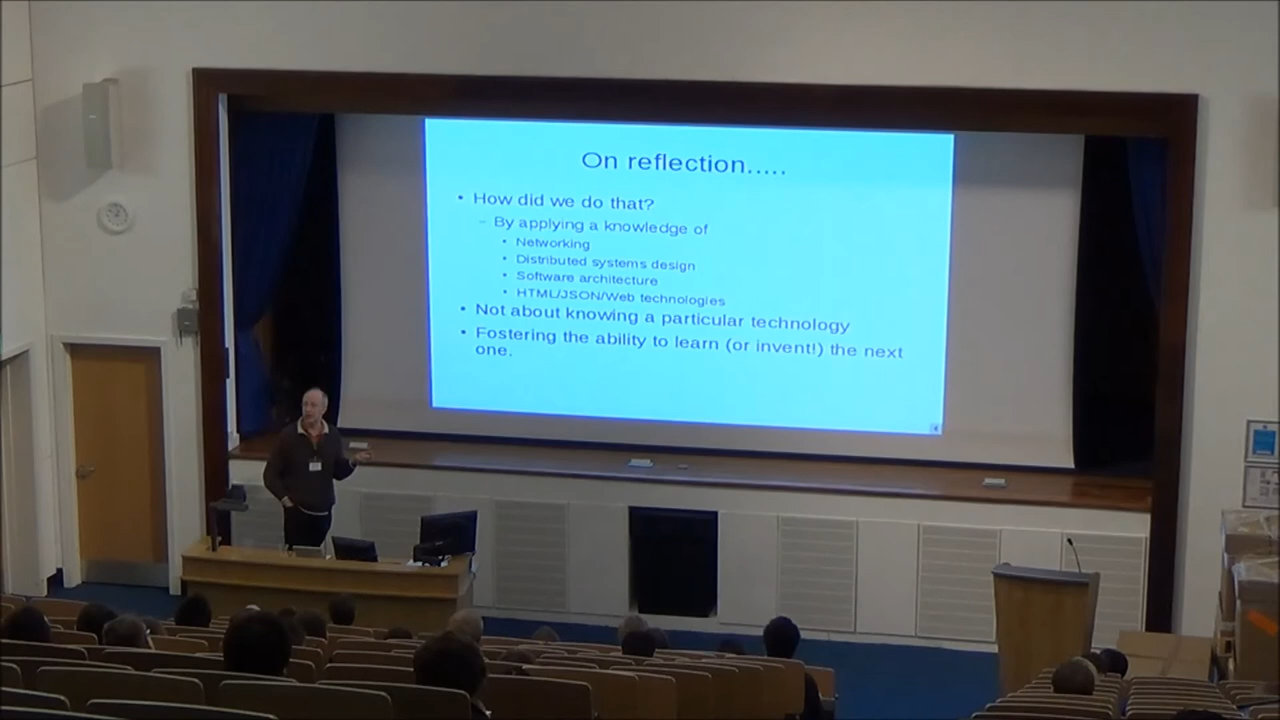 On reflection.....
• How did we do that?
– By applying a knowledge of
• Networking
• Distributed systems design
• Software architecture
• HTML/JSON/Web technologies
• Not about knowing a particular technology
• Fostering the ability to learn (or invent!) the next
one.